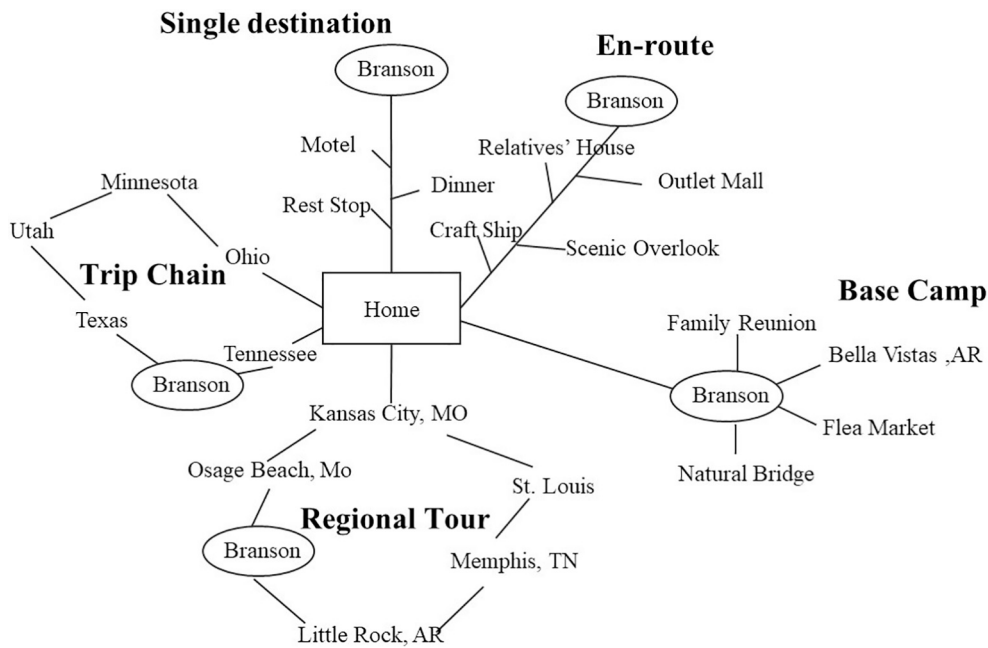 Single destination
En-route
Branson
Branson
Motel
Relatives’ House
Dinner
Outlet Mall
Minnesota
Rest Stop
Utah
Craft Ship
Scenic Overlook
Ohio
Trip Chain
Home
Base Camp
Texas
Family Reunion
Tennessee
Bella Vistas ,AR
Branson
Branson
Kansas City, MO
Flea Market
Osage Beach, Mo
St. Louis
Natural Bridge
Regional Tour
Branson
Memphis, TN
Little Rock, AR